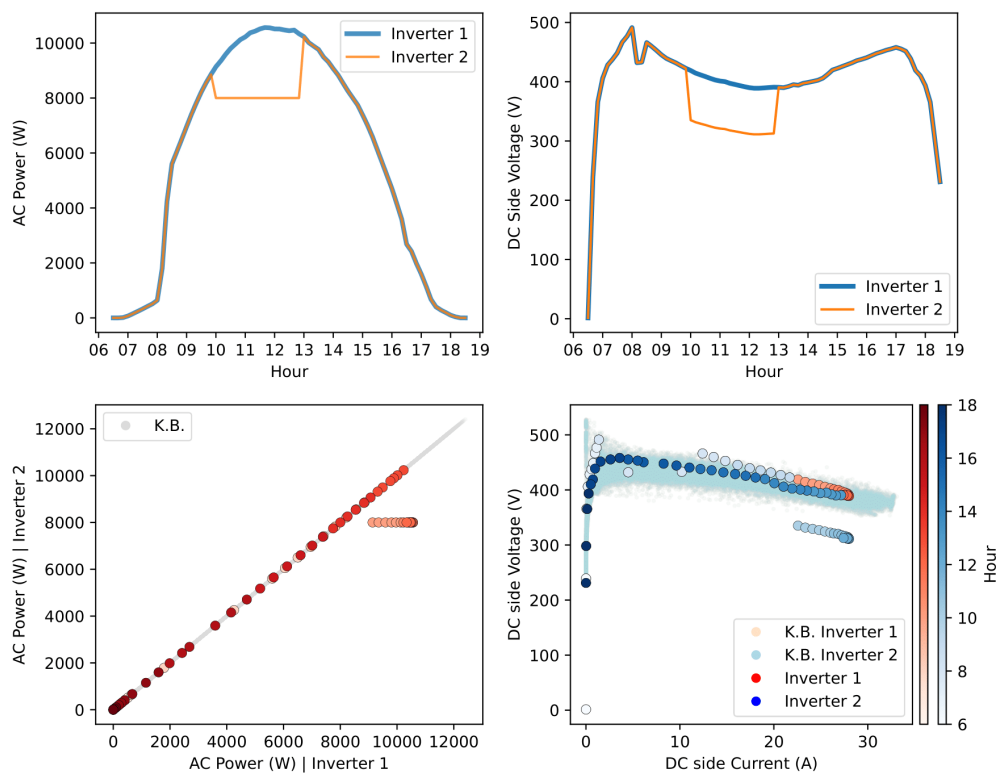 AC Power (W)
10000
8000
6000
4000
2000
0
Inverter 1
Inverter 2
06 07 08 09 10 11 12 13 14 15 16 17 18 19
Hour
DC Side Voltage (V)
500
400
300
200
100
0
Inverter 1
Inverter 2
06 07 08 09 10 11 12 13 14 15 16 17 18 19
Hour
AC Power (W) | Inverter 2
12000
10000
8000
6000
4000
2000
0
K.B.
0 2000 4000 6000 8000 10000 12000
AC Power (W) | Inverter 1
DC side Voltage (V)
500
400
300
200
100
0
K.B. Inverter 1
K.B. Inverter 2
Inverter 1
Inverter 2
0 10 20 30
DC side Current (A)
18
16
14
12
10
8
6
Hour